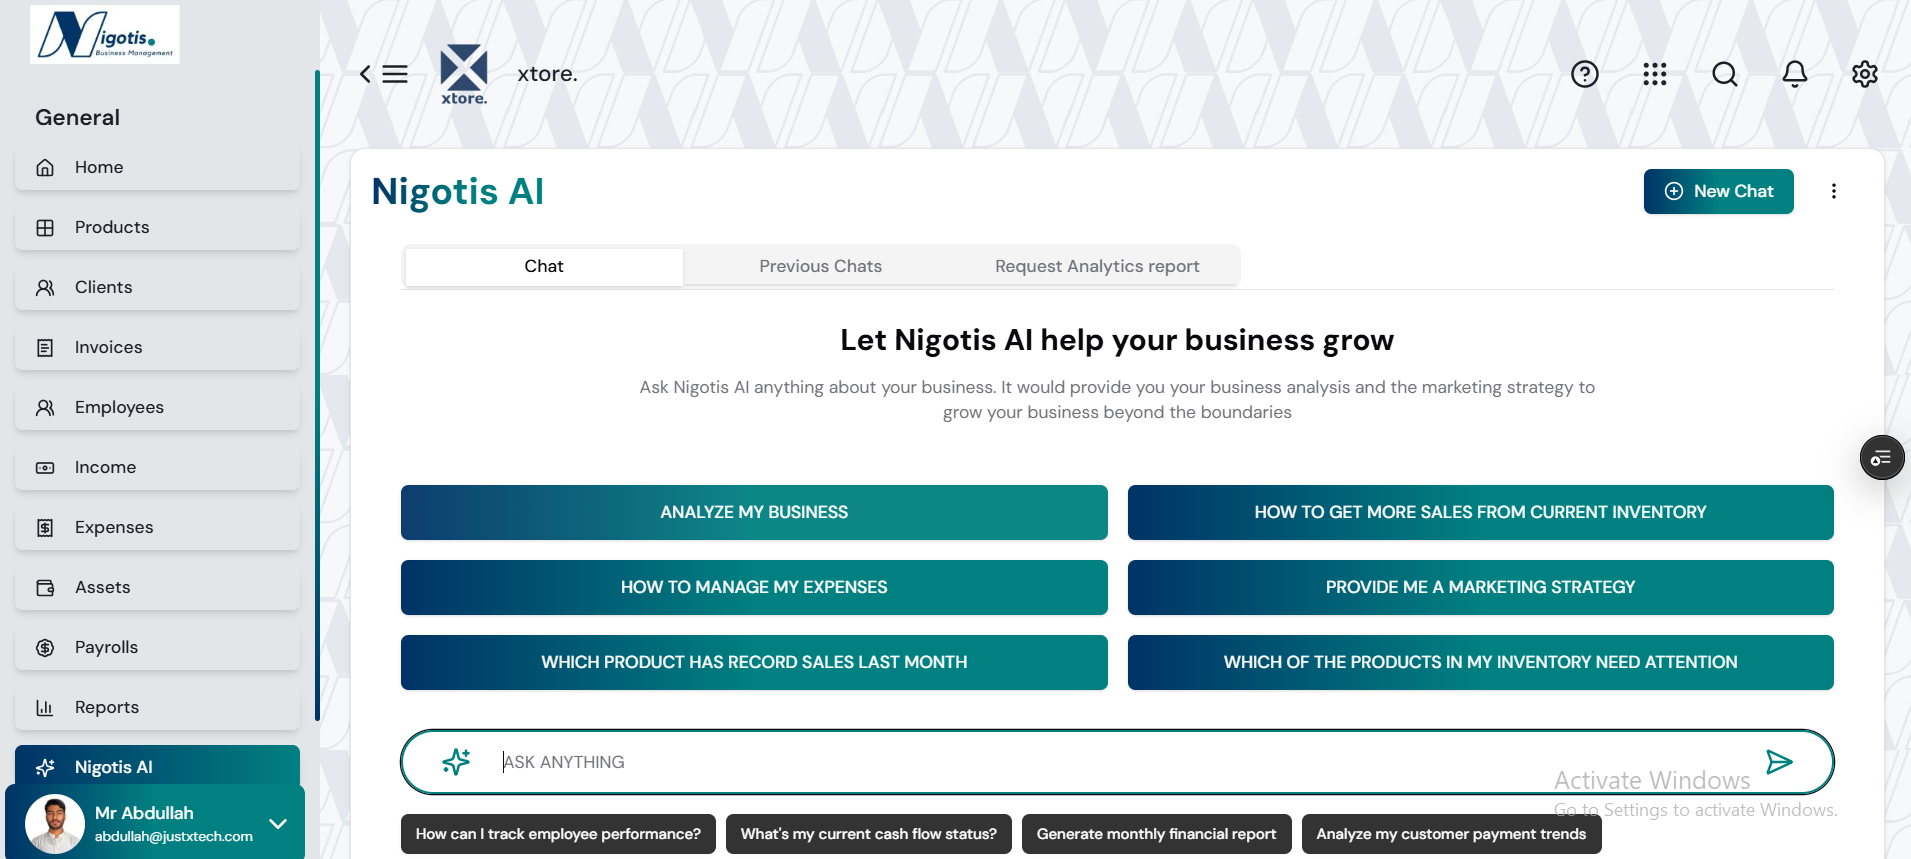 Nigotis.
Business Management
General
Home
Products
Clients
Invoices
Employees
Income
Expenses
Assets
Payrolls
Reports
Nigotis AI
Mr Abdullah
abdullah@justxtech.com
xtore.
xtore.
Nigotis AI
New Chat
Chat
Previous Chats
Request Analytics report
Let Nigotis AI help your business grow
Ask Nigotis AI anything about your business. It would provide you your business analysis and the marketing strategy to
grow your business beyond the boundaries
ANALYZE MY BUSINESS
HOW TO GET MORE SALES FROM CURRENT INVENTORY
HOW TO MANAGE MY EXPENSES
PROVIDE ME A MARKETING STRATEGY
WHICH PRODUCT HAS RECORD SALES LAST MONTH
WHICH OF THE PRODUCTS IN MY INVENTORY NEED ATTENTION
ASK ANYTHING
Activate Windows
Go to Settings to activate Windows.
How can I track employee performance?
What's my current cash flow status?
Generate monthly financial report
Analyze my customer payment trends